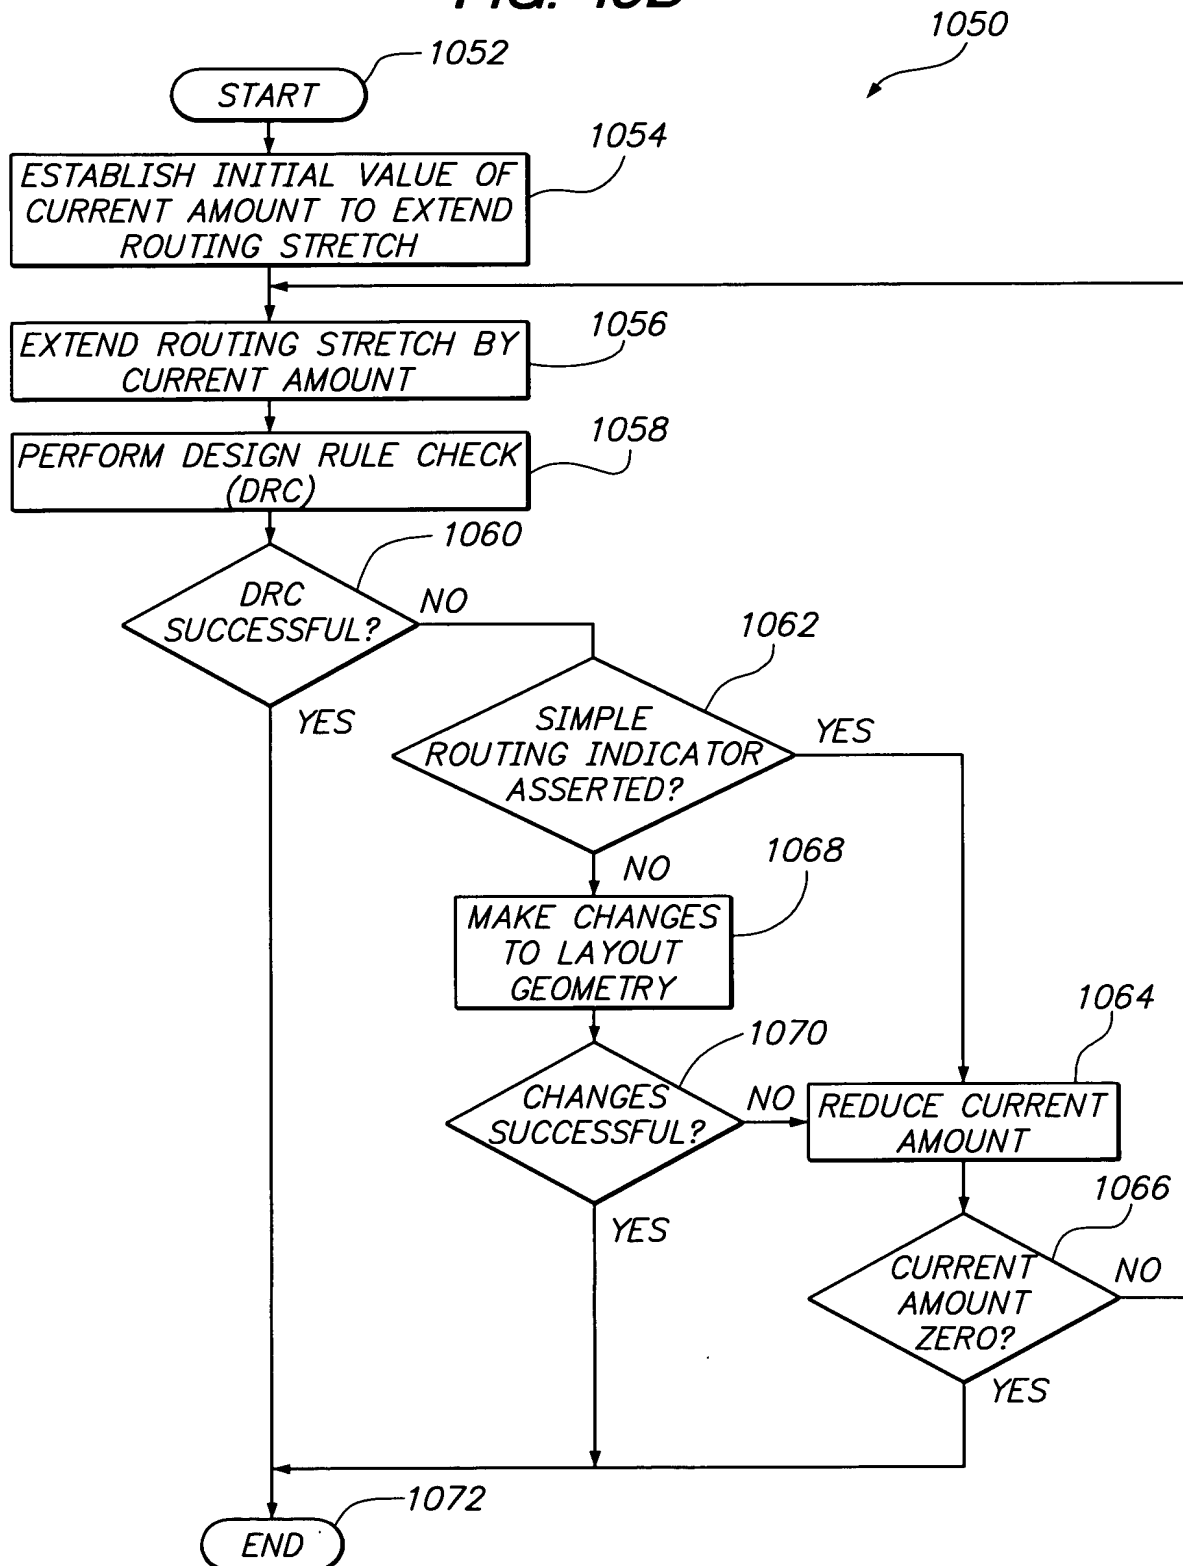 1050
1052
START
1054
ESTABLISH INITIAL VALUE OF
CURRENT AMOUNT TO EXTEND
ROUTING STRETCH
1056
EXTEND ROUTING STRETCH BY
CURRENT AMOUNT
1058
PERFORM DESIGN RULE CHECK
(DRC)
1060
DRC
SUCCESSFUL?
NO
YES
1062
SIMPLE
ROUTING INDICATOR
ASSERTED?
YES
NO
1068
MAKE CHANGES
TO LAYOUT
GEOMETRY
1070
CHANGES
SUCCESSFUL?
NO
YES
1064
REDUCE CURRENT
AMOUNT
1066
CURRENT
AMOUNT
ZERO?
NO
YES
1072
END